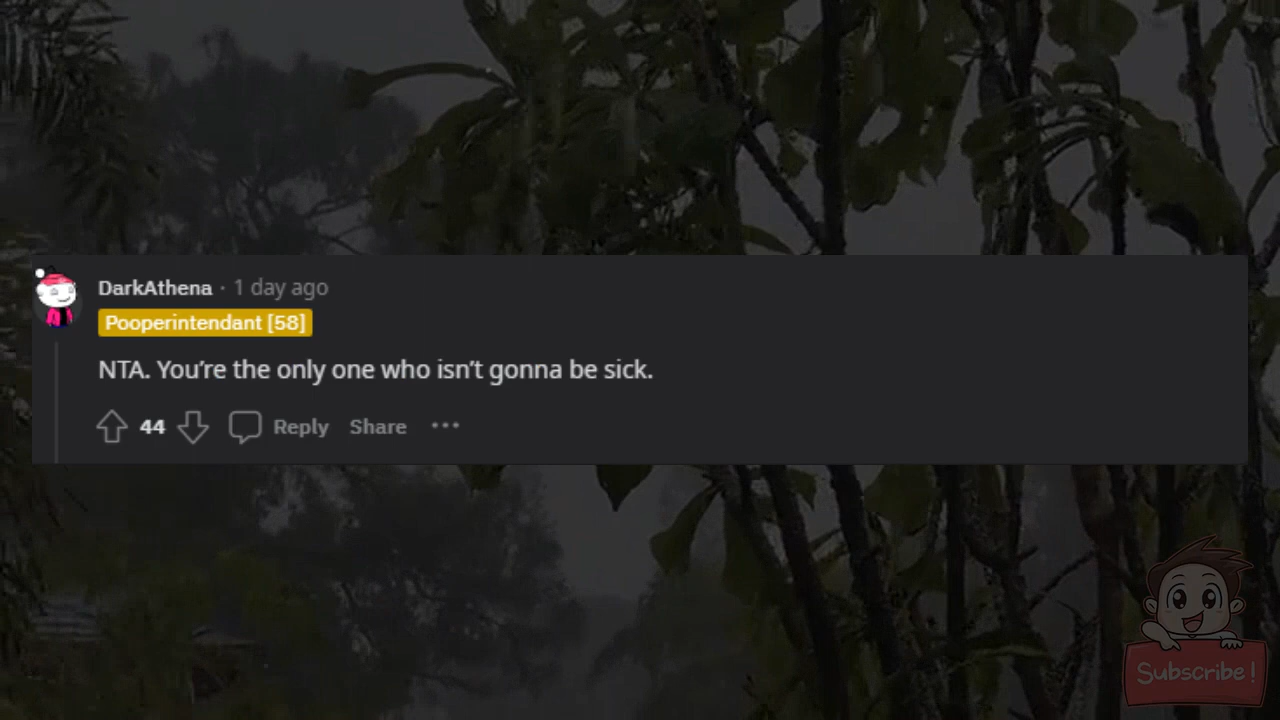 DarkAthena · 1 day ago
Pooperintendant [58]
NTA. You’re the only one who isn’t gonna be sick.
44 Reply Share ···
Subscribe!